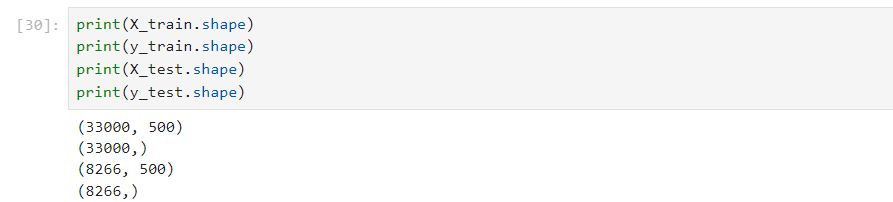 [30]: print(X_train.shape)
print(y_train.shape)
print(X_test.shape)
print(y_test.shape)
(33000, 500)
(33000,)
(8266, 500)
(8266,)